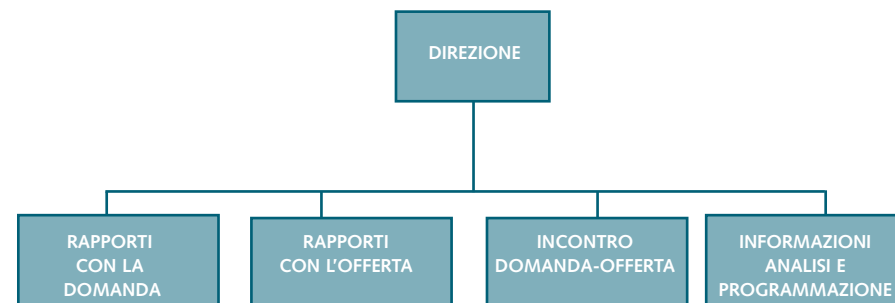 DIREZIONE
RAPPORTI
CON LA
DOMANDA
RAPPORTI
CON L'OFFERTA
INCONTRO
DOMANDA-OFFERTA
INFORMAZIONI
ANALISI E
PROGRAMMAZIONE